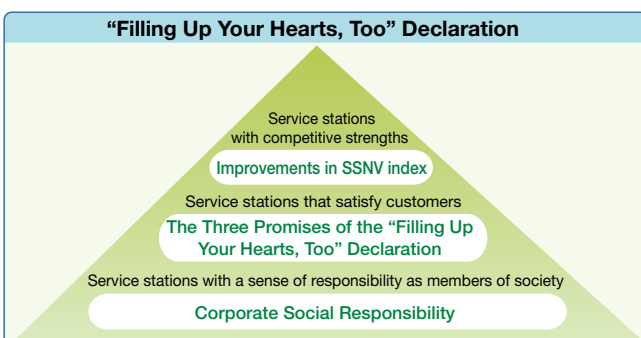 “Filling Up Your Hearts, Too” Declaration
Service stations
with competitive strengths
Improvements in SSNV index
Service stations that satisfy customers
The Three Promises of the “Filling Up
Your Hearts, Too” Declaration
Service stations with a sense of responsibility as members of society
Corporate Social Responsibility